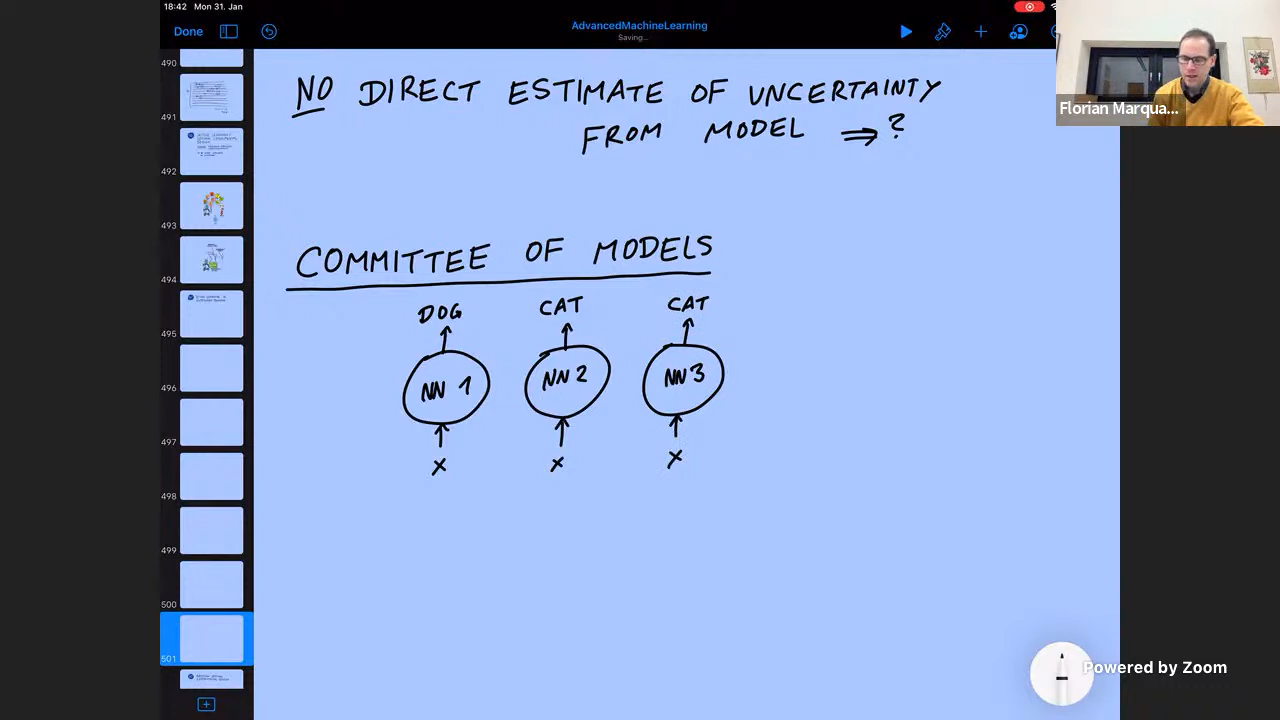 18:42 Mon 31. Jan
Done
AdvancedMachineLearning
Saving...
Florian Marqua...
490
491
492
493
494
495
496
497
498
499
500
501
NO DIRECT ESTIMATE OF UNCERTAINTY
FROM MODEL ⇒ ?
COMMITTEE OF MODELS
DOG CAT CAT
NN 1 NN 2 NN 3
x x x
Powered by Zoom